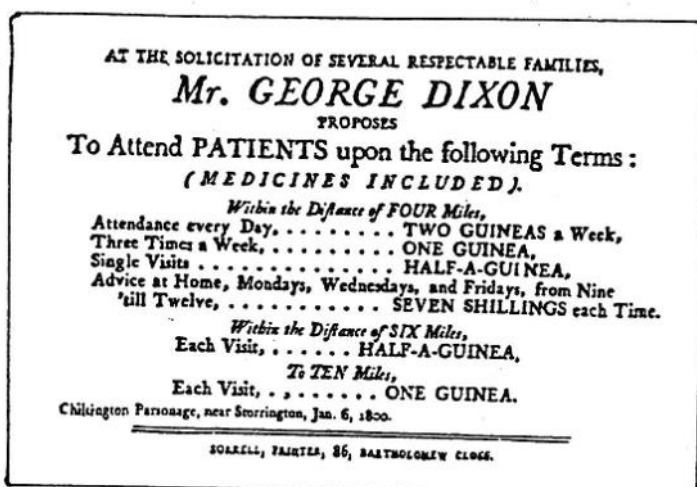 AT THE SOLICITATION OF SEVERAL RESPECTABLE FAMILIES,
Mr. GEORGE DIXON
PROPOSES
To Attend PATIENTS upon the following Terms :
(MEDICINES INCLUDED).
Within the Diſtance of FOUR Miles,
Attendance every Day, . . . . . . . . . TWO GUINEAS a Week,
Three Times a Week, . . . . . . . . . ONE GUINEA,
Single Visits . . . . . . . . . . . . . . . HALF-A-GUINEA,
Advice at Home, Mondays, Wednesdays, and Fridays, from Nine
'till Twelve, . . . . . . . . . . . SEVEN SHILLINGS each Time.
Within the Diſtance of SIX Miles,
Each Visit, . . . . . . HALF-A-GUINEA,
To TEN Miles,
Each Visit, . , . . . . . . ONE GUINEA.
Chiltington Parsonage, near Storrington, Jan. 6, 1800.
SORRELL, PRINTER, 86, BARTHOLOMEW CLOSE.